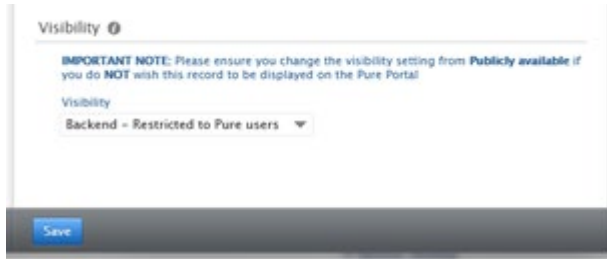 Visibility
IMPORTANT NOTE: Please ensure you change the visibility setting from Publicly available if
you do NOT wish this record to be displayed on the Pure Portal
Visibility
Backend - Restricted to Pure users
Save